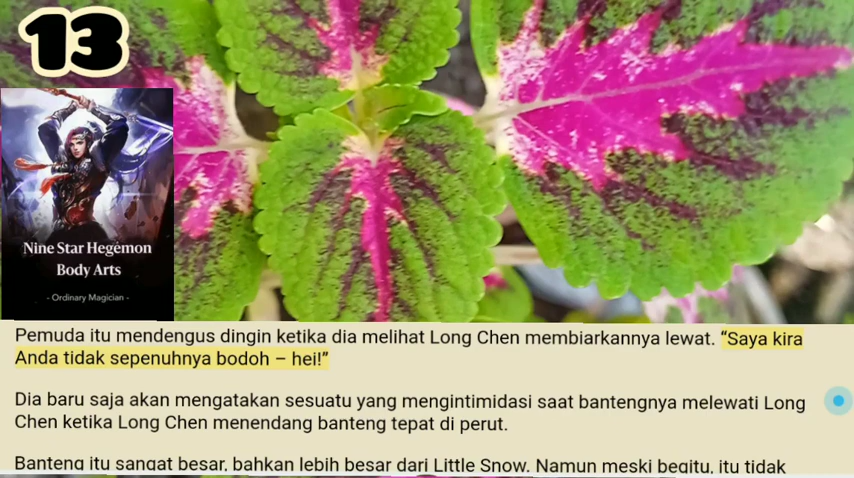 13
Nine Star Hegemon
Body Arts
- Ordinary Magician -
Pemuda itu mendengus dingin ketika dia melihat Long Chen membiarkannya lewat. “Saya kira
Anda tidak sepenuhnya bodoh – hei!”
Dia baru saja akan mengatakan sesuatu yang mengintimidasi saat bantengnya melewati Long
Chen ketika Long Chen menendang banteng tepat di perut.
Banteng itu sangat besar, bahkan lebih besar dari Little Snow. Namun meski begitu, itu tidak